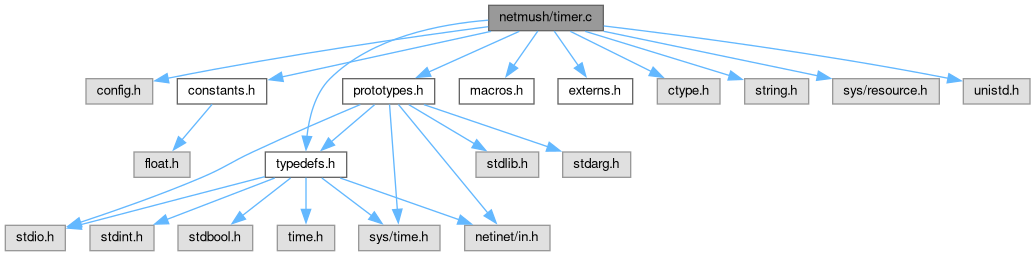 netmush/timer.c
config.h
constants.h
prototypes.h
macros.h
externs.h
ctype.h
string.h
sys/resource.h
unistd.h
float.h
typedefs.h
stdlib.h
stdarg.h
stdio.h
stdint.h
stdbool.h
time.h
sys/time.h
netinet/in.h